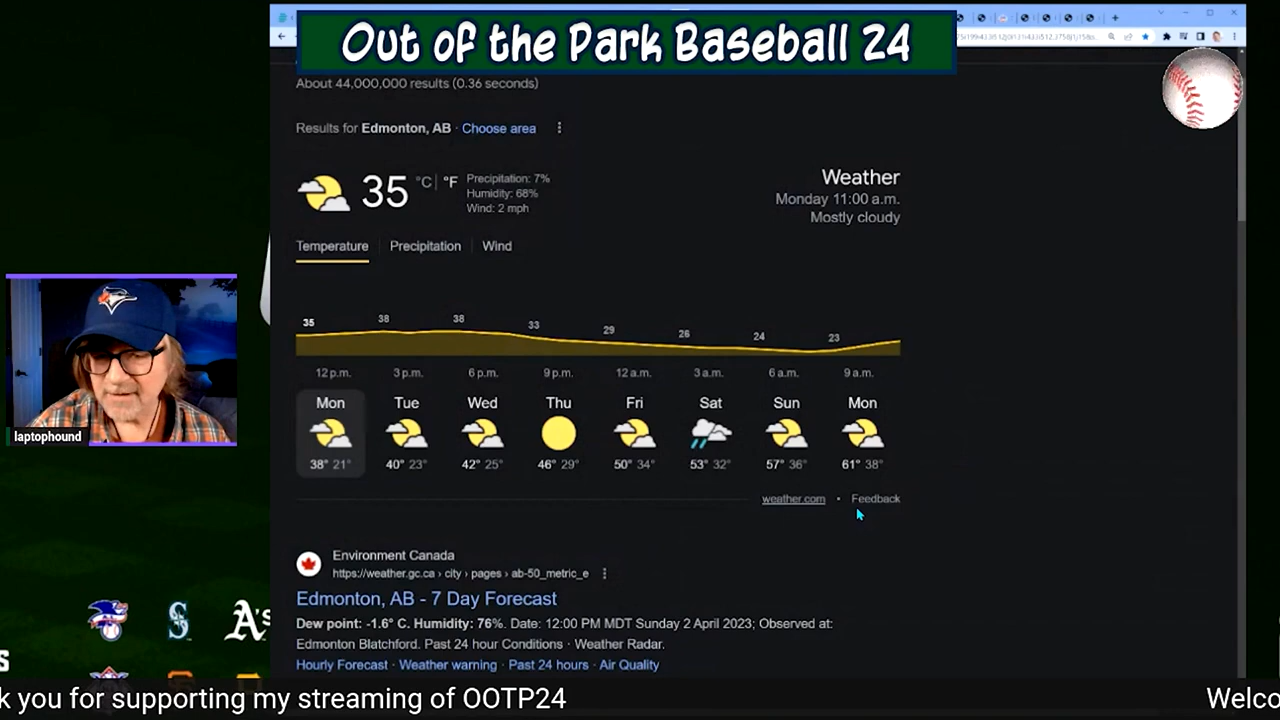 Out of the Park Baseball 24
About 44,000,000 results (0.36 seconds)
Results for Edmonton, AB · Choose area
35 °C | °F
Precipitation: 7%
Humidity: 68%
Wind: 2 mph
Weather
Monday 11:00 a.m.
Mostly cloudy
Temperature Precipitation Wind
35 38 38 33 29 26 24 23
12 p.m. 3 p.m. 6 p.m. 9 p.m. 12 a.m. 3 a.m. 6 a.m. 9 a.m.
Mon Tue Wed Thu Fri Sat Sun Mon
38° 21° 40° 23° 42° 25° 46° 29° 50° 34° 53° 32° 57° 36° 61° 38°
weather.com • Feedback
laptophound
Environment Canada
https://weather.gc.ca › city › pages › ab-50_metric_e
Edmonton, AB - 7 Day Forecast
Dew point: -1.6° C. Humidity: 76%. Date: 12:00 PM MDT Sunday 2 April 2023; Observed at:
Edmonton Blatchford. Past 24 hour Conditions · Weather Radar.
Hourly Forecast · Weather warning · Past 24 hours · Air Quality
S A's
k you for supporting my streaming of OOTP24
Welco